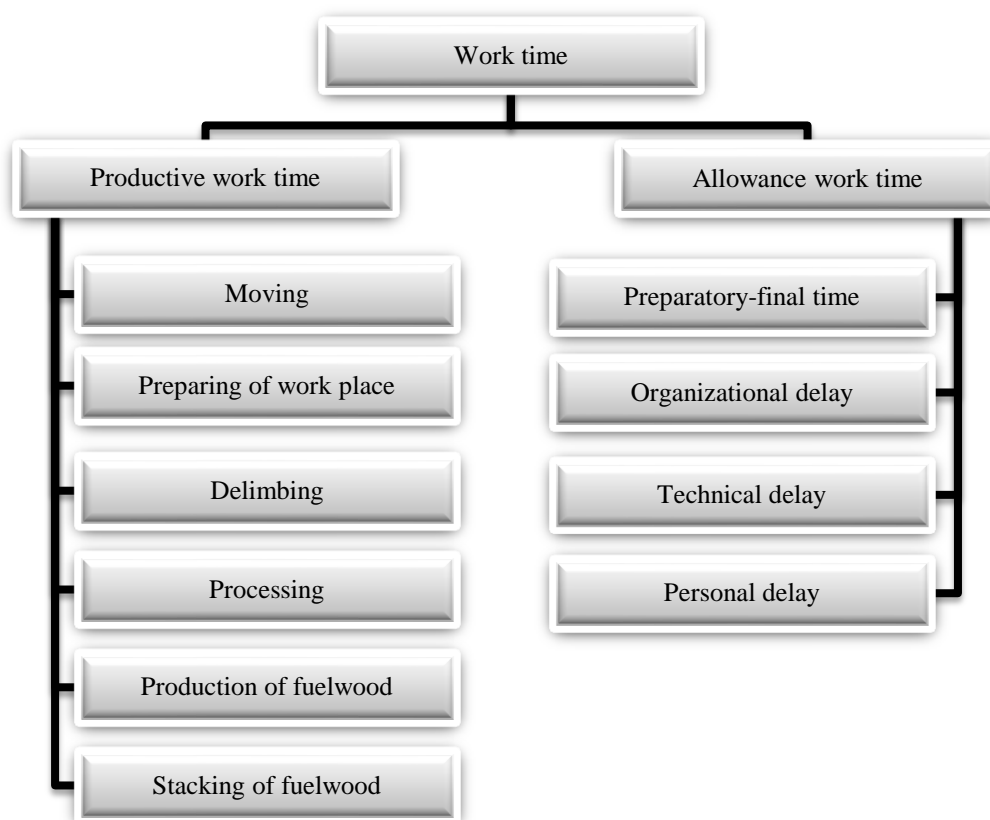 Work time
Productive work time
Allowance work time
Moving
Preparing of work place
Delimbing
Processing
Production of fuelwood
Stacking of fuelwood
Preparatory-final time
Organizational delay
Technical delay
Personal delay